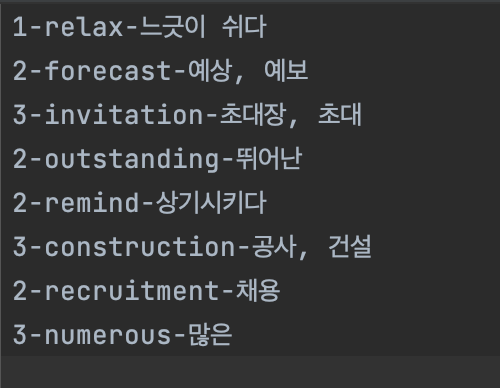 1-relax-느긋이 쉬다
2-forecast-예상, 예보
3-invitation-초대장, 초대
2-outstanding-뛰어난
2-remind-상기시키다
3-construction-공사, 건설
2-recruitment-채용
3-numerous-많은